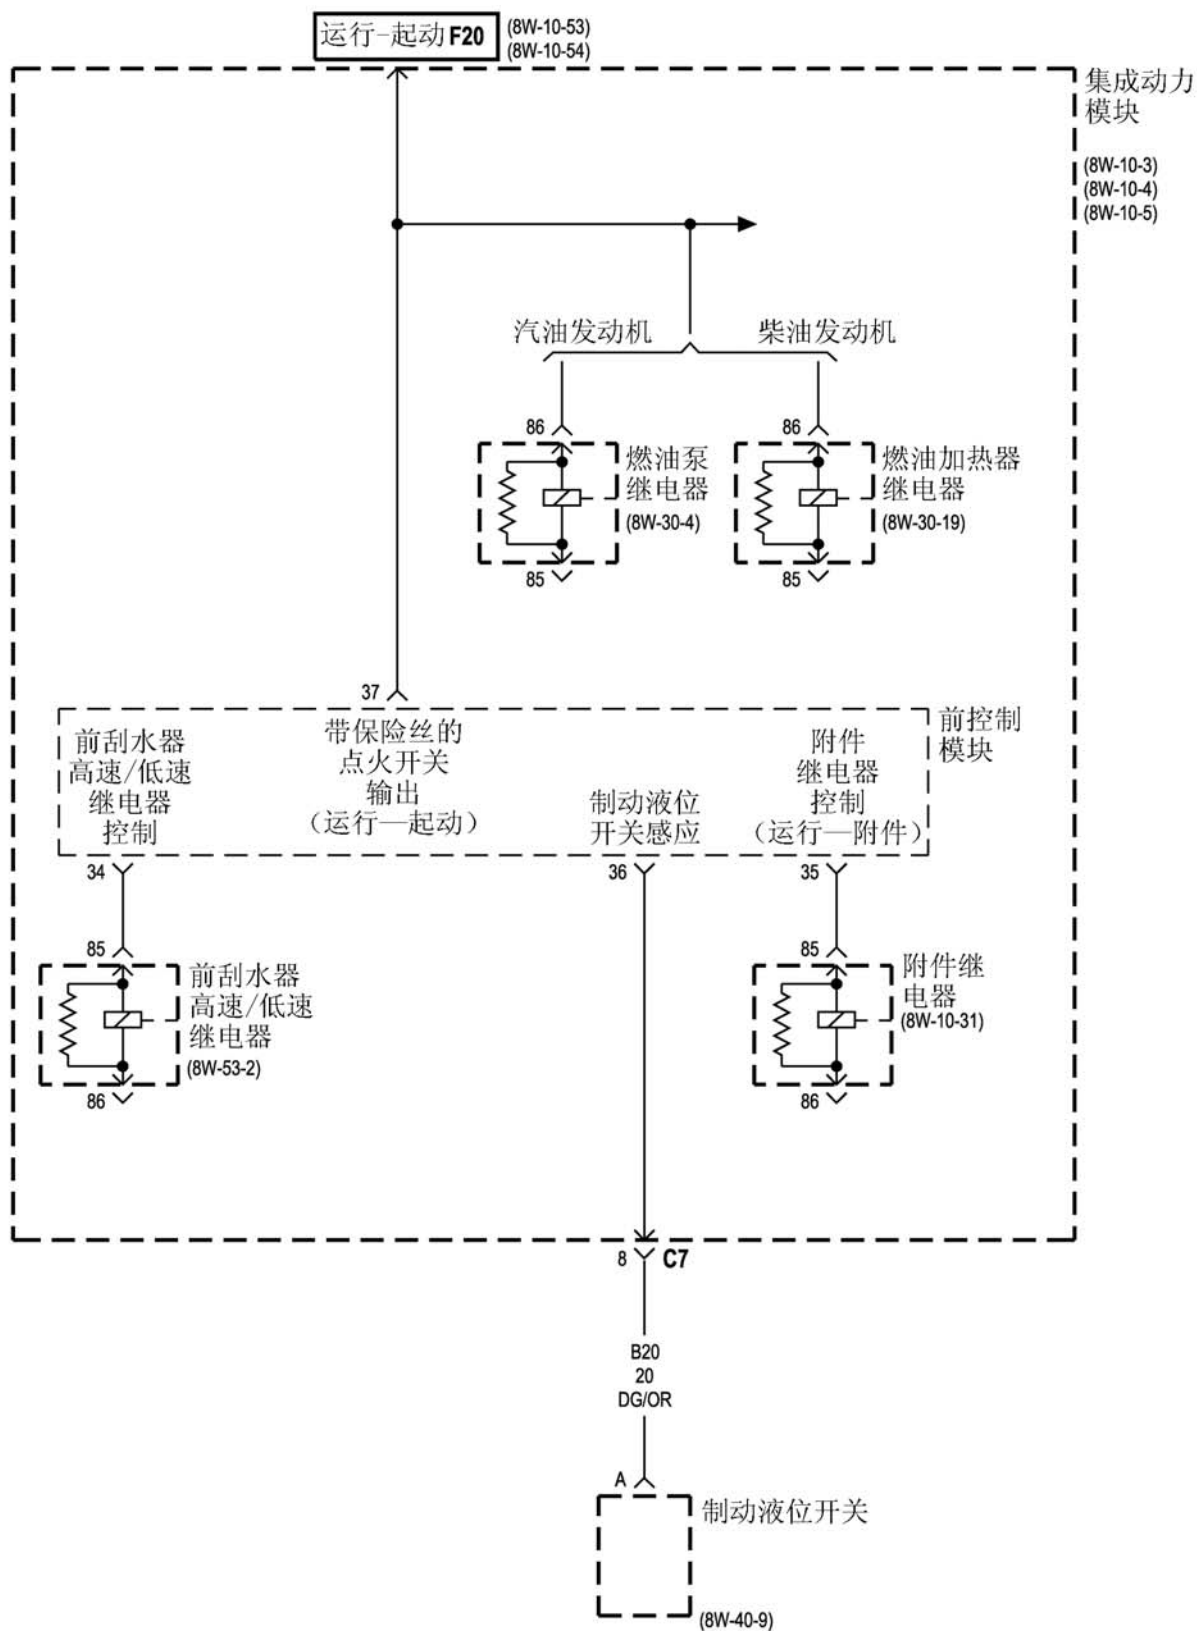 运行-起动F20
(8W-10-53)
(8W-10-54)
集成动力
模块
(8W-10-3)
(8W-10-4)
(8W-10-5)
汽油发动机
柴油发动机
86
燃油泵
继电器
(8W-30-4)
85
86
燃油加热器
继电器
(8W-30-19)
85
37
前控制
模块
前刮水器
高速/低速
继电器
控制
带保险丝的
点火开关
输出
（运行—起动）
制动液位
开关感应
附件
继电器
控制
（运行—附件）
34
36
35
85
前刮水器
高速/低速
继电器
(8W-53-2)
86
85
附件继
电器
(8W-10-31)
86
8 C7
B20
20
DG/OR
A
制动液位开关
(8W-40-9)